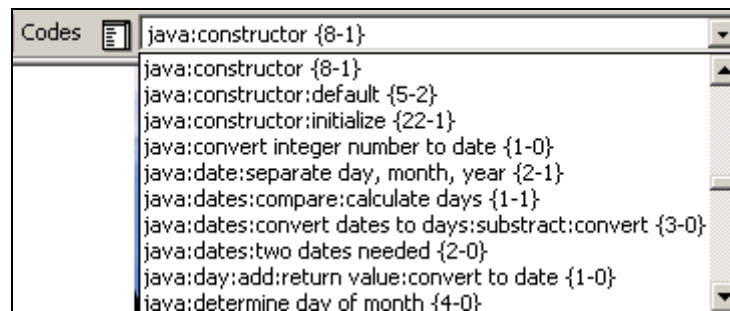 Codes java:constructor {8-1}
java:constructor {8-1}
java:constructor:default {5-2}
java:constructor:initialize {22-1}
java:convert integer number to date {1-0}
java:date:separate day, month, year {2-1}
java:dates:compare:calculate days {1-1}
java:dates:convert dates to days:substract:convert {3-0}
java:dates:two dates needed {2-0}
java:day:add:return value:convert to date {1-0}
java:determine day of month {4-0}